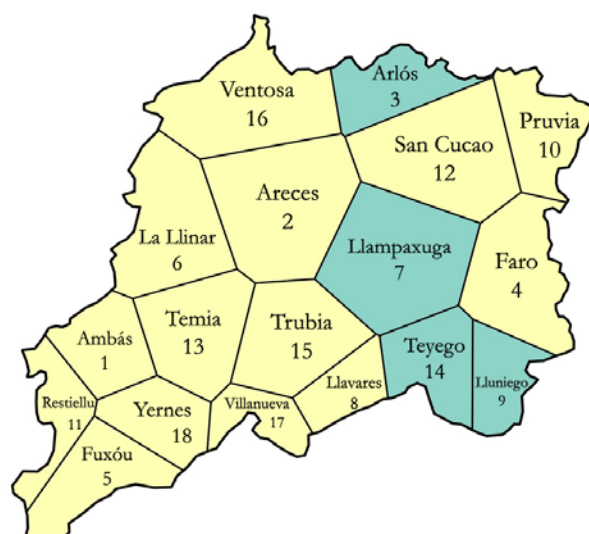 Arlós
3
Ventosa
16
Pruvia
10
San Cucao
12
Areces
2
La Llinar
6
Llampaxuga
7
Faro
4
Temia
13
Trubia
15
Ambás
1
Teyego
14
Llavares
8
Lluniego
9
Restiellu
11
Yernes
18
Villanueva
17
Fuxóu
5